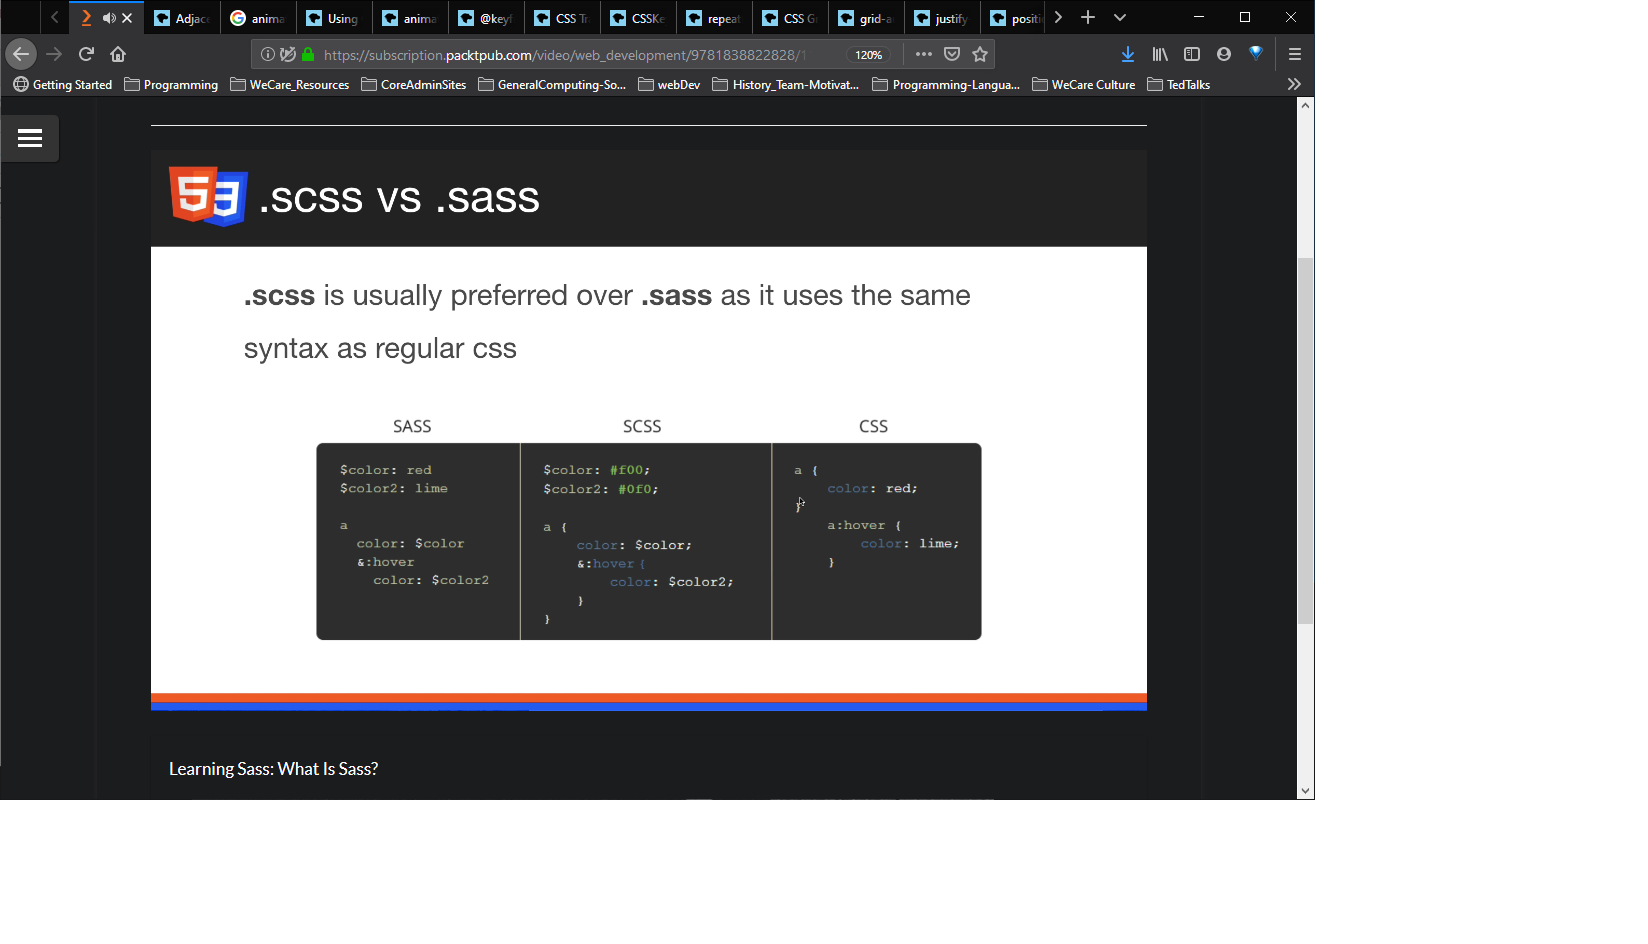 Adjac
anima
Using
anima
@keyf
CSS Tr
CSSKe
repeat
CSS G
grid-a
justify
positi
https://subscription.packtpub.com/video/web_development/9781838822828/1
120%
Getting Started
Programming
WeCare_Resources
CoreAdminSites
GeneralComputing-So...
webDev
History_Team-Motivat...
Programming-Langua...
WeCare Culture
TedTalks
.scss vs .sass
.scss is usually preferred over .sass as it uses the same
syntax as regular css
SASS
SCSS
CSS
$color: red
$color2: lime
a
color: $color
&:hover
color: $color2
$color: #f00;
$color2: #0f0;
a {
color: $color;
&:hover {
color: $color2;
}
}
a {
color: red;
}
a:hover {
color: lime;
}
Learning Sass: What Is Sass?